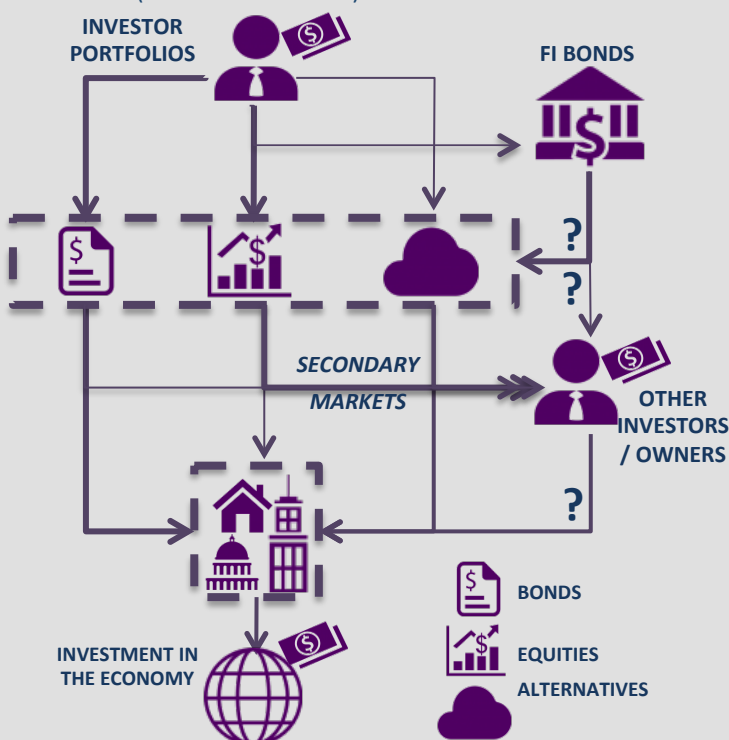 INVESTOR
PORTFOLIOS
$
FI BONDS
$
$
$
?
?
$
SECONDARY
MARKETS
OTHER
INVESTORS
/ OWNERS
?
$
BONDS
$
INVESTMENT IN
THE ECONOMY
$
EQUITIES
ALTERNATIVES